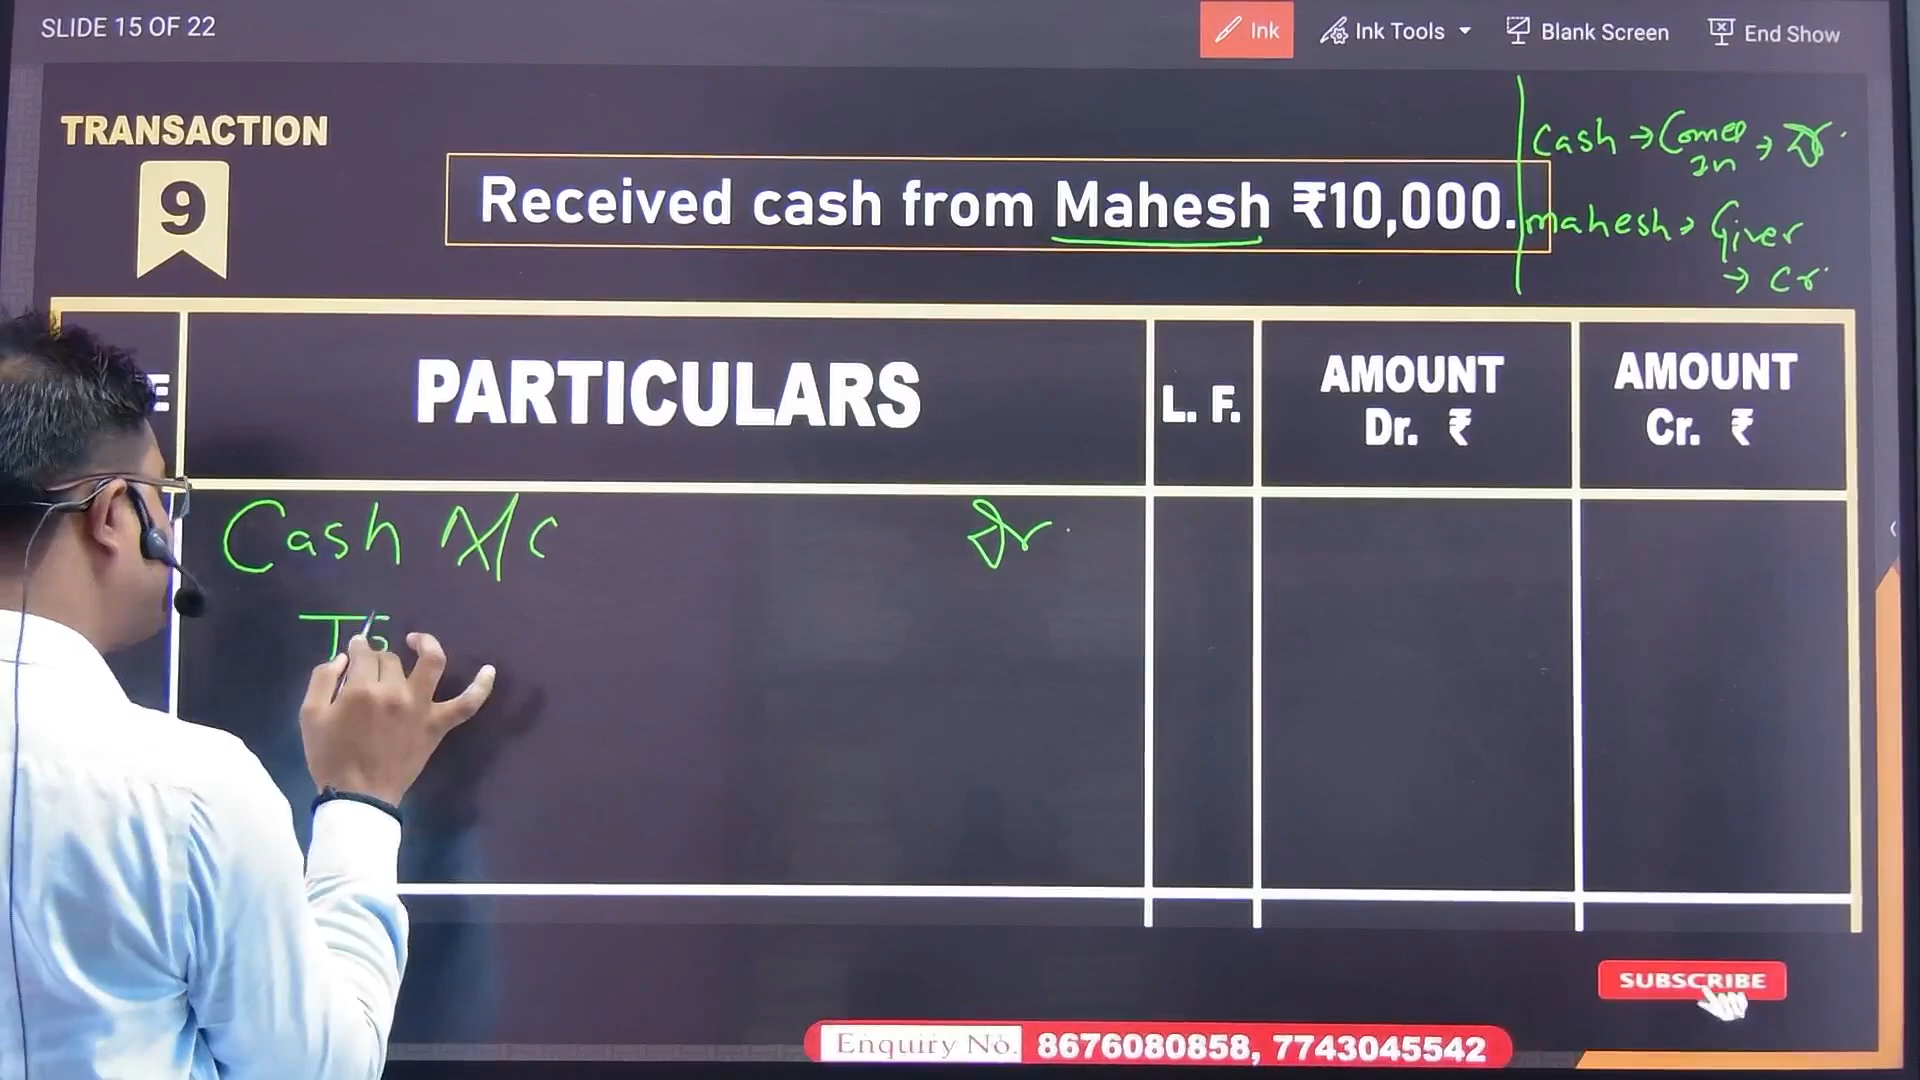 SLIDE 15 OF 22
Ink
Ink Tools
Blank Screen
End Show
TRANSACTION
9
Received cash from Mahesh ₹10,000.
Cash → Comes In → Dr.
Mahesh → Giver
→ Cr.
PARTICULARS
L. F.
AMOUNT
Dr. ₹
AMOUNT
Cr. ₹
Cash A/c Dr.
To
SUBSCRIBE
Enquiry No. 8676080858, 7743045542